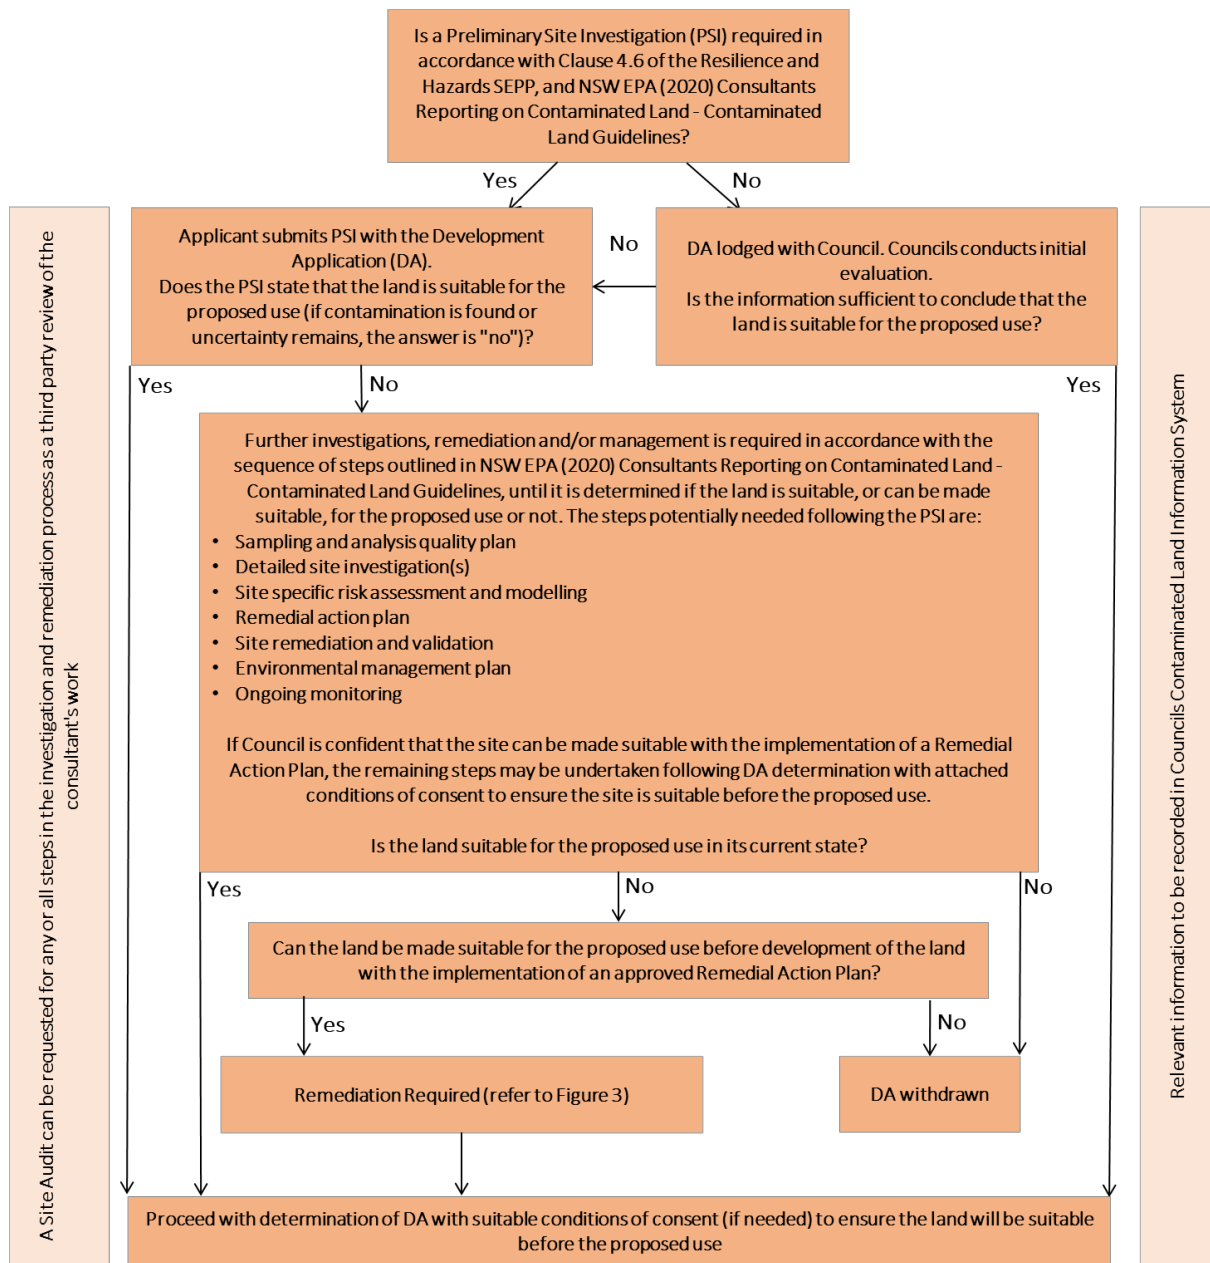 Is a Preliminary Site Investigation (PSI) required in
accordance with Clause 4.6 of the Resilience and
Hazards SEPP, and NSW EPA (2020) Consultants
Reporting on Contaminated Land - Contaminated
Land Guidelines?
Yes
No
A Site Audit can be requested for any or all steps in the investigation and remediation process as a third party review of the
consultant's work
Applicant submits PSI with the Development
Application (DA).
Does the PSI state that the land is suitable for the
proposed use (if contamination is found or
uncertainty remains, the answer is "no")?
No
DA lodged with Council. Councils conducts initial
evaluation.
Is the information sufficient to conclude that the
land is suitable for the proposed use?
Relevant information to be recorded in Councils Contaminated Land Information System
Yes
No
Yes
Further investigations, remediation and/or management is required in accordance with the
sequence of steps outlined in NSW EPA (2020) Consultants Reporting on Contaminated Land -
Contaminated Land Guidelines, until it is determined if the land is suitable, or can be made
suitable, for the proposed use or not. The steps potentially needed following the PSI are:
• Sampling and analysis quality plan
• Detailed site investigation(s)
• Site specific risk assessment and modelling
• Remedial action plan
• Site remediation and validation
• Environmental management plan
• Ongoing monitoring
If Council is confident that the site can be made suitable with the implementation of a Remedial
Action Plan, the remaining steps may be undertaken following DA determination with attached
conditions of consent to ensure the site is suitable before the proposed use.
Is the land suitable for the proposed use in its current state?
Yes
No
No
Can the land be made suitable for the proposed use before development of the land
with the implementation of an approved Remedial Action Plan?
Yes
No
Remediation Required (refer to Figure 3)
DA withdrawn
Proceed with determination of DA with suitable conditions of consent (if needed) to ensure the land will be suitable
before the proposed use